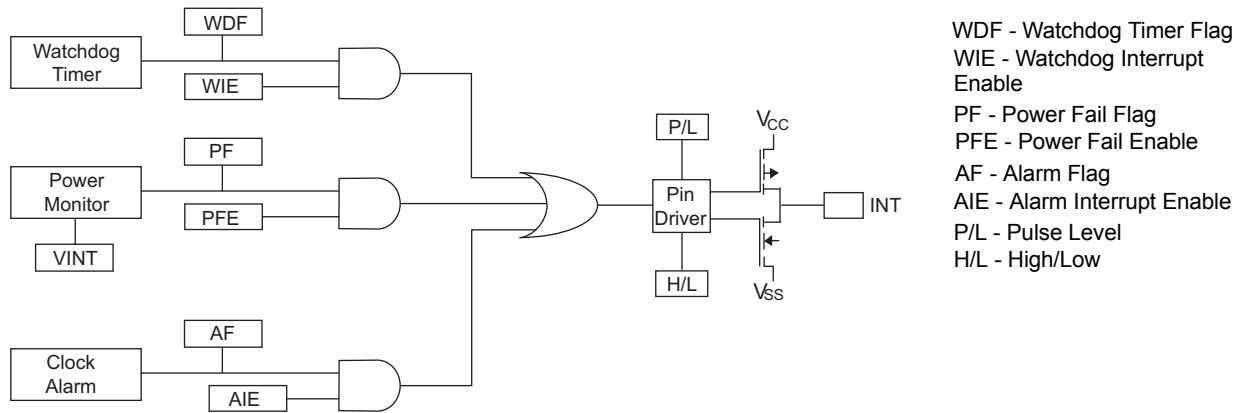 WDF
Watchdog
Timer
WIE
P/L
VCC
PF
Power
Monitor
PFE
Pin
Driver
INT
VINT
H/L
VSS
AF
Clock
Alarm
AIE
WDF - Watchdog Timer Flag
WIE - Watchdog Interrupt
Enable
PF - Power Fail Flag
PFE - Power Fail Enable
AF - Alarm Flag
AIE - Alarm Interrupt Enable
P/L - Pulse Level
H/L - High/Low